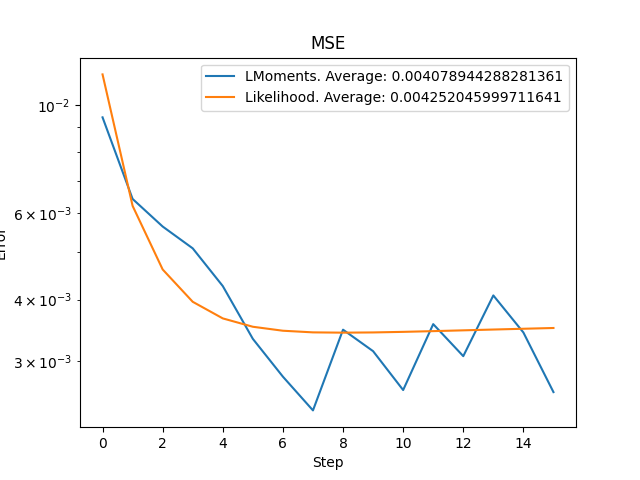 MSE
LMoments. Average: 0.004078944288281361
Likelihood. Average: 0.004252045999711641
10⁻²
6 × 10⁻³
4 × 10⁻³
3 × 10⁻³
Error
0 2 4 6 8 10 12 14
Step